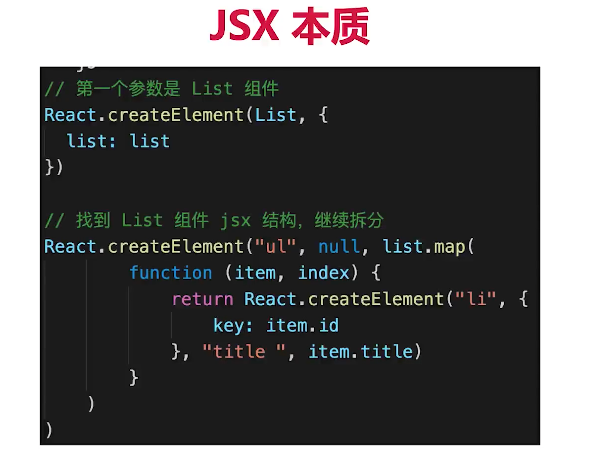 JSX 本质
// 第一个参数是 List 组件
React.createElement(List, {
  list: list
})
// 找到 List 组件 jsx 结构，继续拆分
React.createElement("ul", null, list.map(
        function (item, index) {
            return React.createElement("li", {
                key: item.id
            }, "title ", item.title)
        }
    )
)